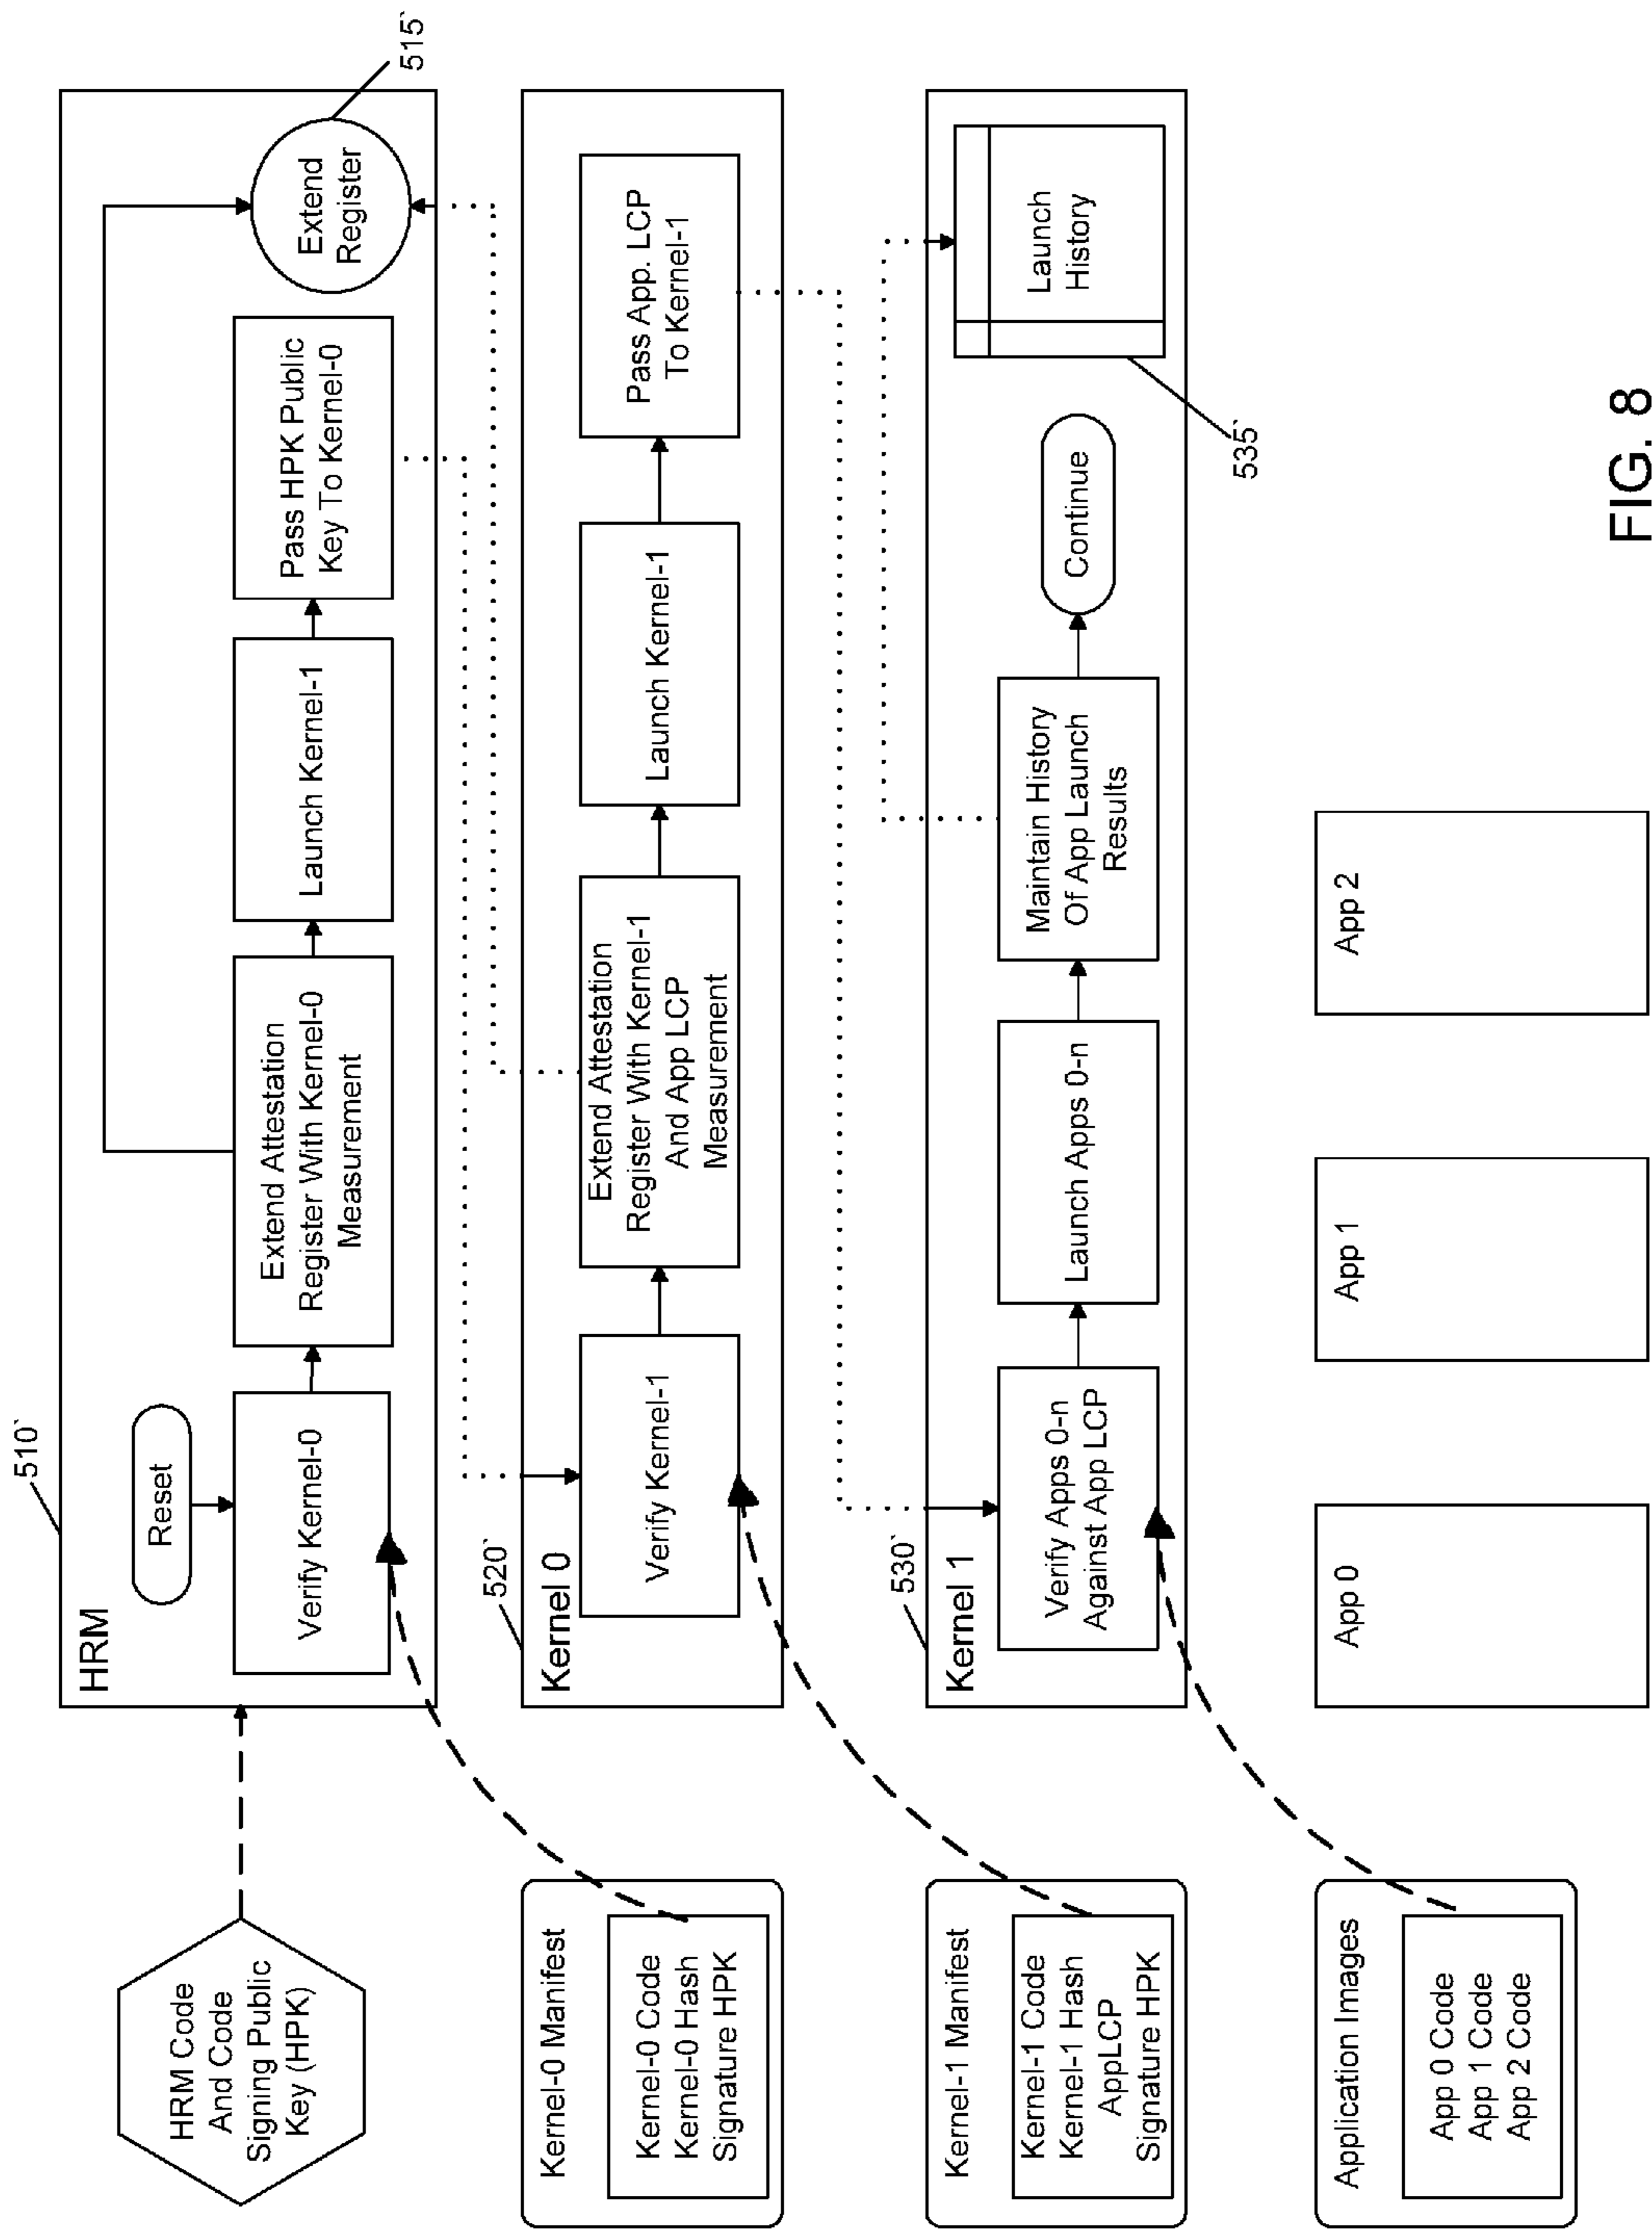 HRM Code
And Code
Signing Public
Key (HPK)
510`
HRM
Reset
Verify Kernel-0
Extend Attestation
Register With Kernel-0
Measurement
Launch Kernel-1
Pass HPK Public
Key To Kernel-0
Extend
Register
515`
Kernel-0 Manifest
Kernel-0 Code
Kernel-0 Hash
Signature HPK
520`
Kernel 0
Verify Kernel-1
Extend Attestation
Register With Kernel-1
And App LCP
Measurement
Launch Kernel-1
Pass App. LCP
To Kernel-1
Kernel-1 Manifest
Kernel-1 Code
Kernel-1 Hash
AppLCP
Signature HPK
530`
Kernel 1
Verify Apps 0-n
Against App LCP
Launch Apps 0-n
Maintain History
Of App Launch
Results
Continue
Launch
History
535`
Application Images
App 0 Code
App 1 Code
App 2 Code
App 0
App 1
App 2
FIG. 8